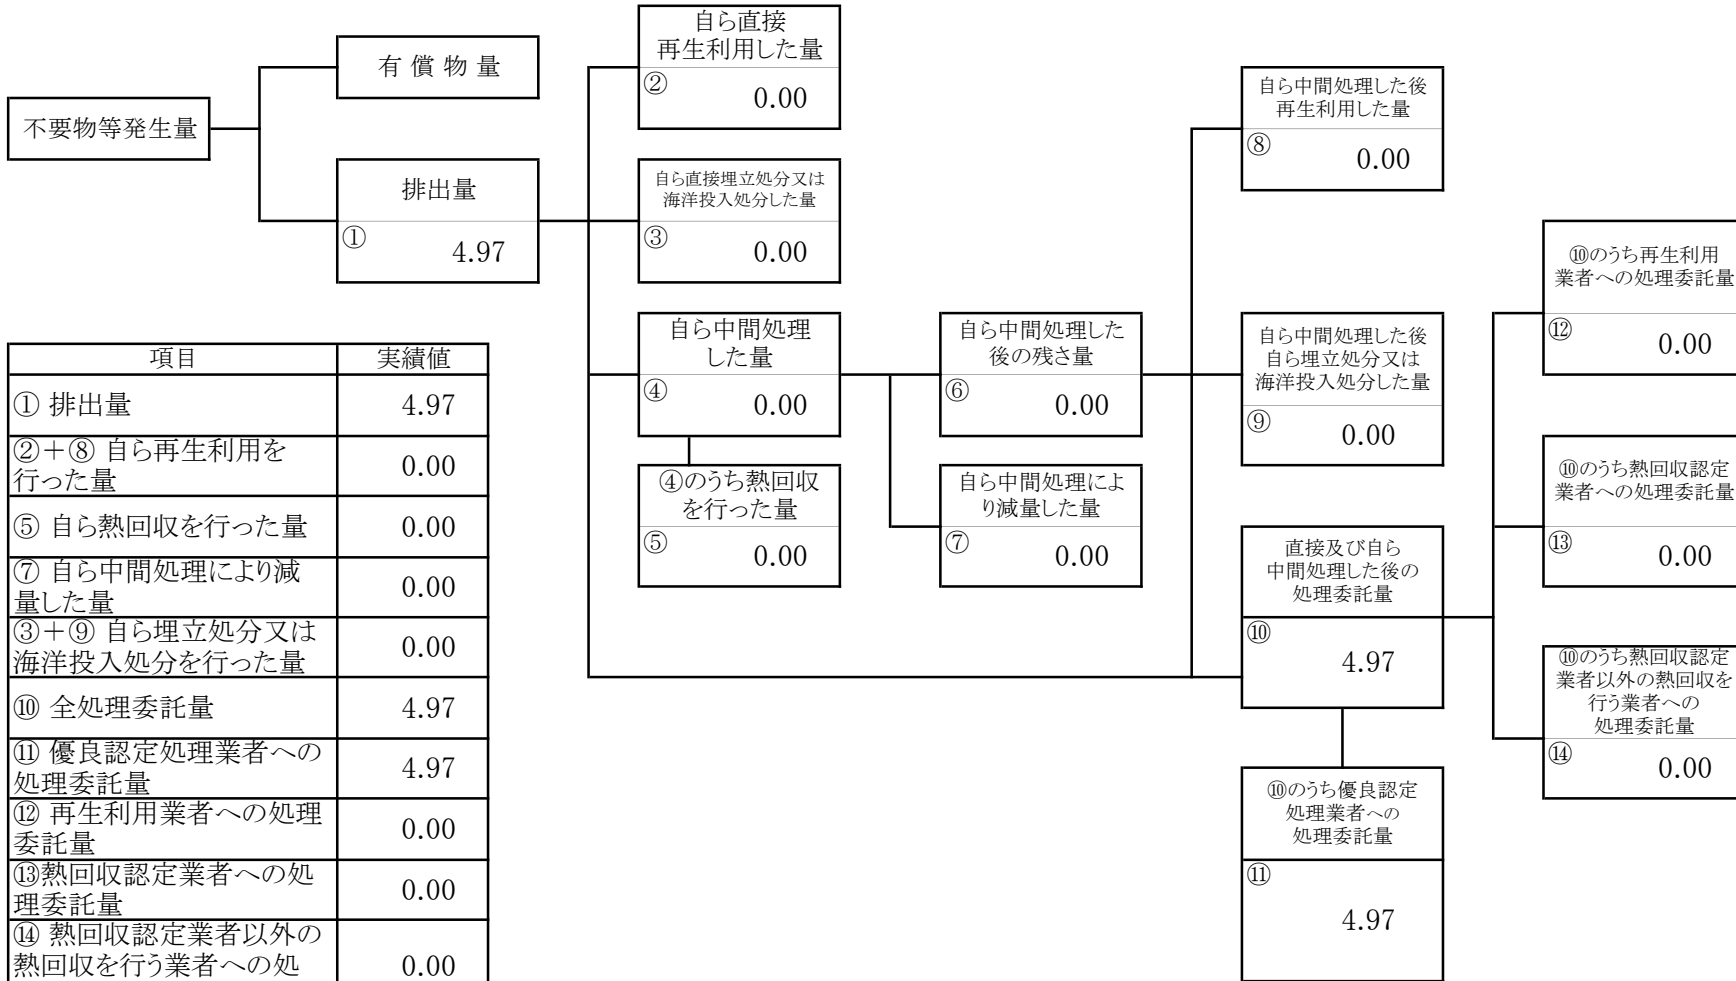 自ら直接
再生利用した量
②
0.00
有 償 物 量
不要物等発生量
排出量
①
4.97
自ら直接埋立処分又は
海洋投入処分した量
③
0.00
自ら中間処理した後
再生利用した量
⑧
0.00
⑩のうち再生利用
業者への処理委託量
⑫
0.00
自ら中間処理
した量
④
0.00
自ら中間処理した
後の残さ量
⑥
0.00
自ら中間処理した後
自ら埋立処分又は
海洋投入処分した量
⑨
0.00
④のうち熱回収
を行った量
⑤
0.00
自ら中間処理によ
り減量した量
⑦
0.00
⑩のうち熱回収認定
業者への処理委託量
⑬
0.00
直接及び自ら
中間処理した後の
処理委託量
⑩
4.97
⑩のうち熱回収認定
業者以外の熱回収を
行う業者への
処理委託量
⑭
0.00
⑩のうち優良認定
処理業者への
処理委託量
⑪
4.97
項目 実績値
① 排出量 4.97
②+⑧ 自ら再生利用を
行った量 0.00
⑤ 自ら熱回収を行った量 0.00
⑦ 自ら中間処理により減
量した量 0.00
③+⑨ 自ら埋立処分又は
海洋投入処分を行った量 0.00
⑩ 全処理委託量 4.97
⑪ 優良認定処理業者への
処理委託量 4.97
⑫ 再生利用業者への処理
委託量 0.00
⑬熱回収認定業者への処
理委託量 0.00
⑭ 熱回収認定業者以外の
熱回収を行う業者への処 0.00